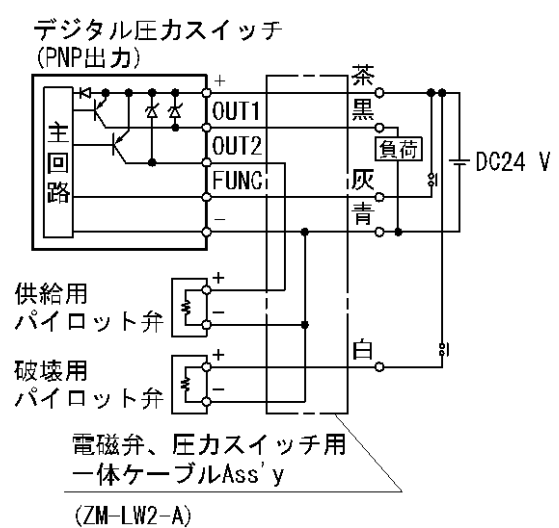 デジタル圧力スイッチ
(PNP出力)
+
茶
OUT1
黒
主回路
OUT2
負荷
DC24 V
FUNC
灰
−
青
供給用
パイロット弁
+
−
白
破壊用
パイロット弁
+
−
電磁弁、圧力スイッチ用
一体ケーブルAss'y
(ZM-LW2-A)